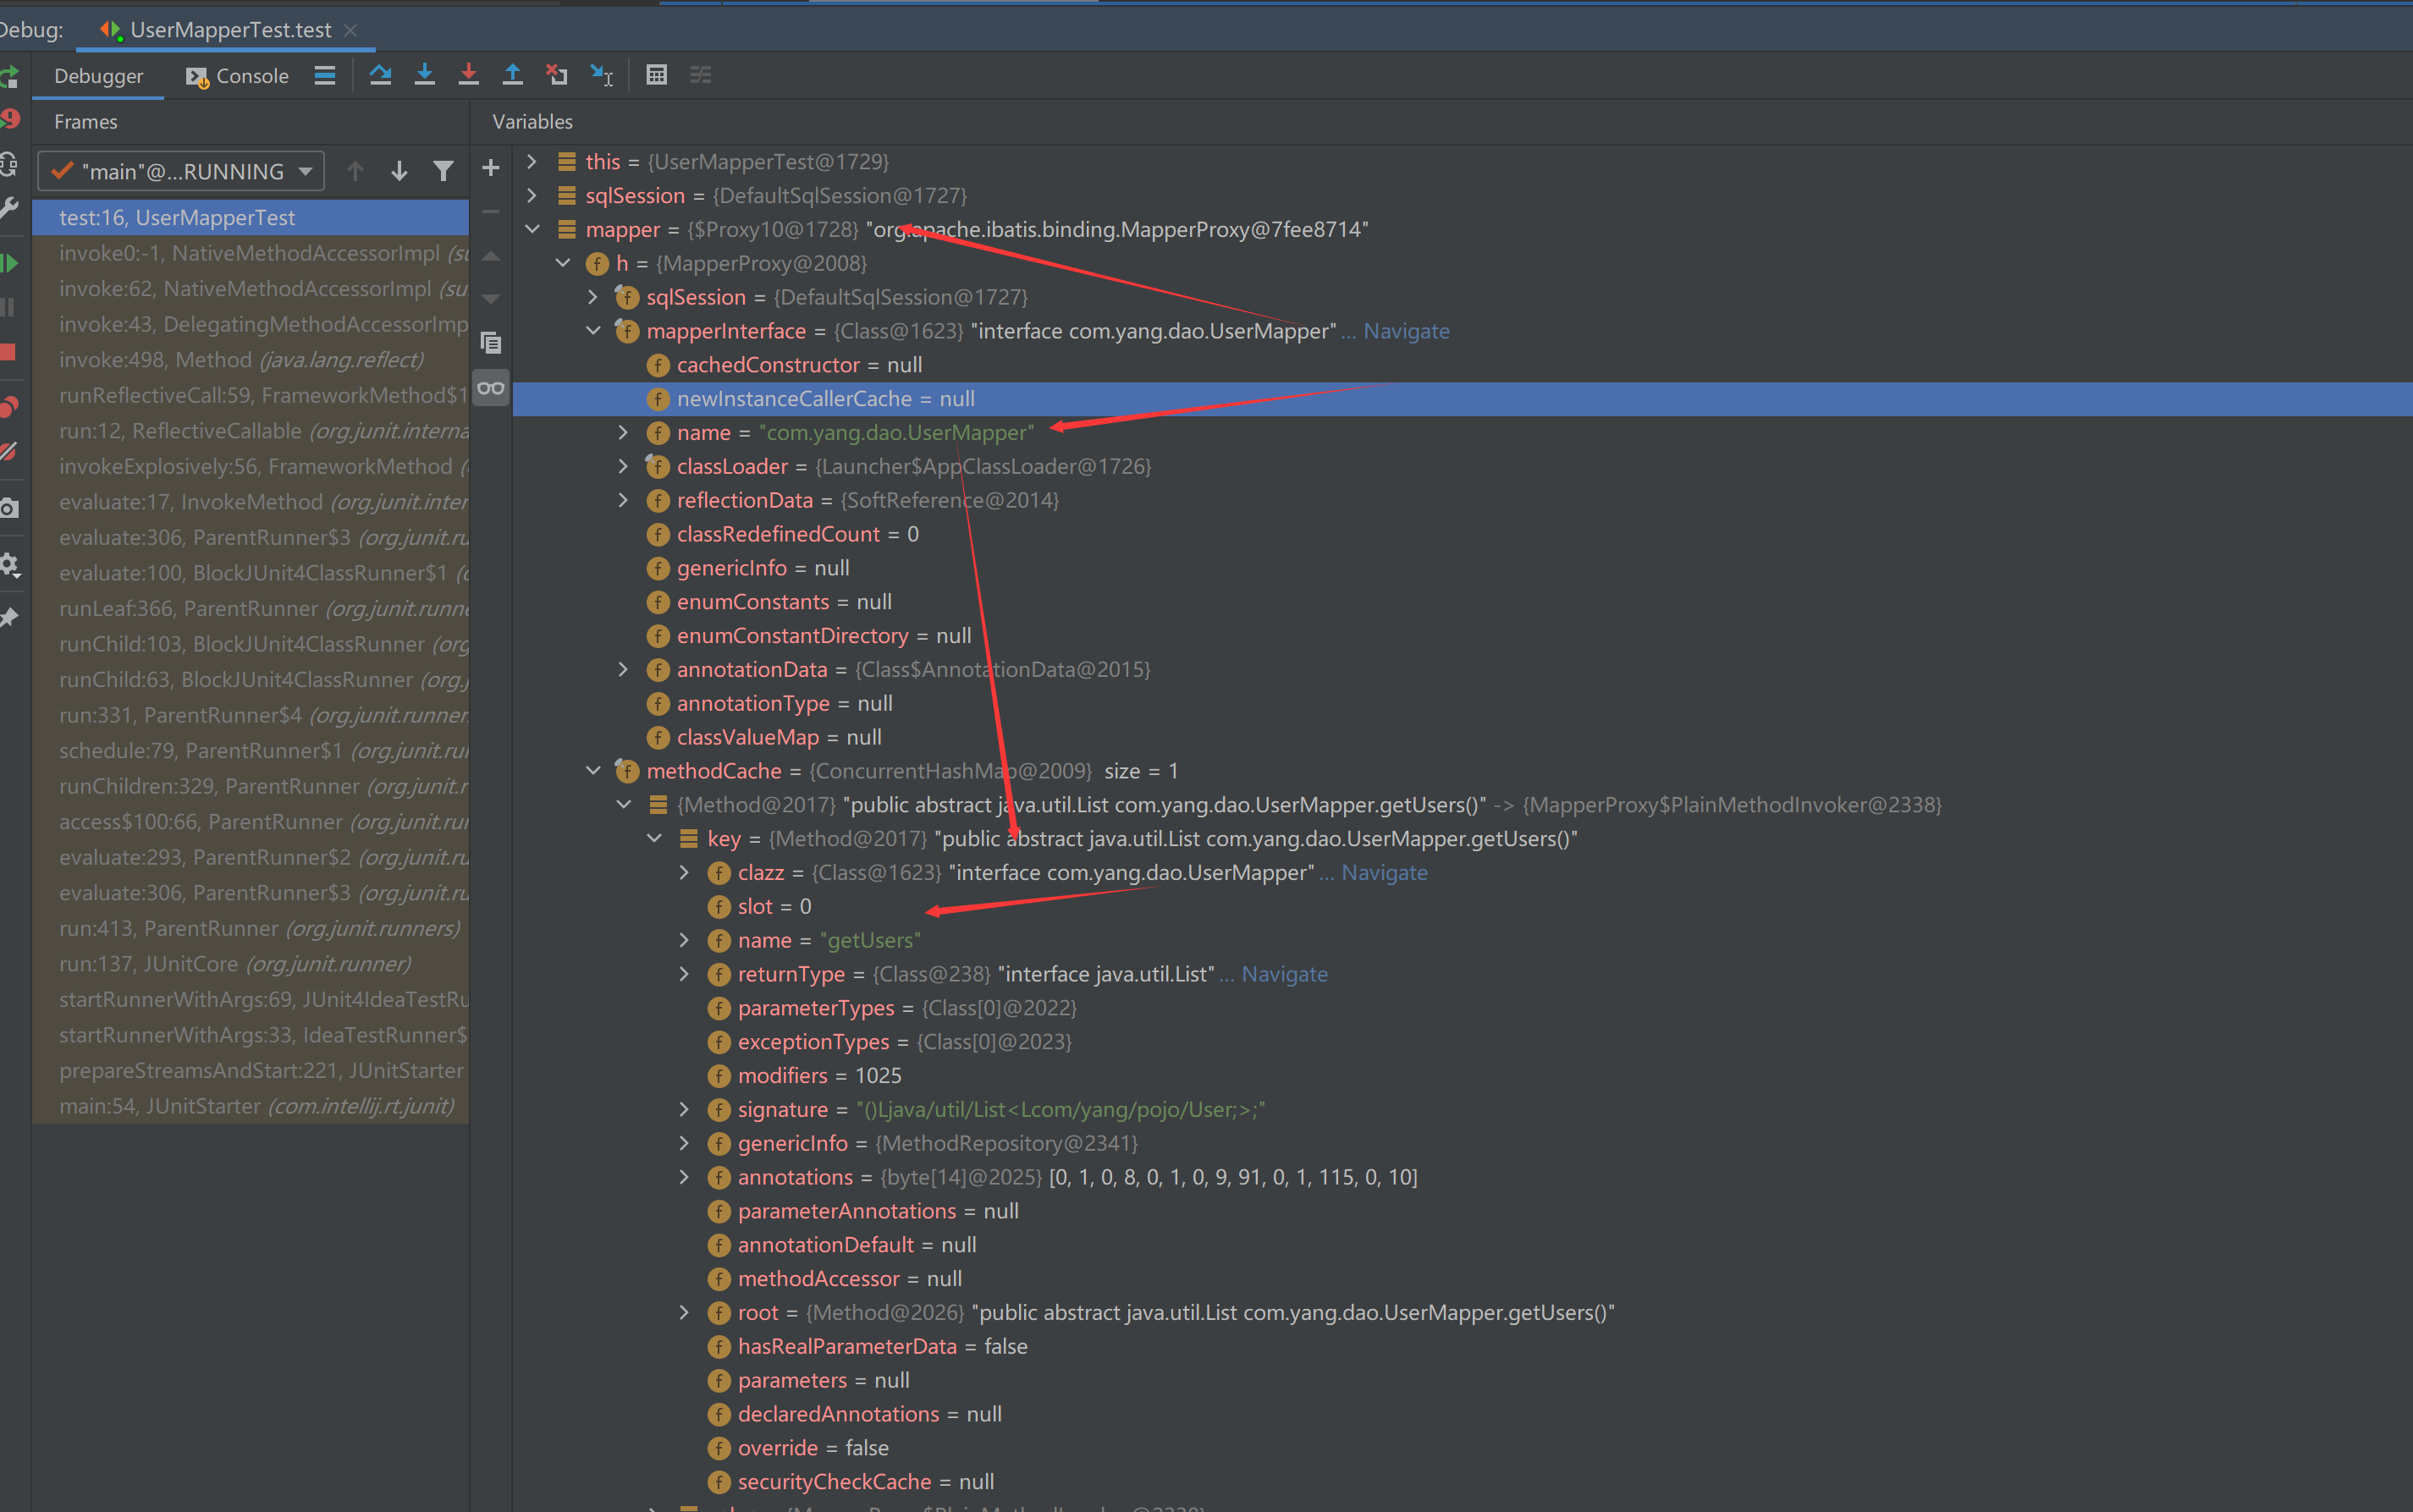 Debug:
UserMapperTest.test
Debugger
Console
Frames
Variables
"main"@...RUNNING
test:16, UserMapperTest
invoke0:-1, NativeMethodAccessorImpl (su
invoke:62, NativeMethodAccessorImpl (su
invoke:43, DelegatingMethodAccessorImp
invoke:498, Method (java.lang.reflect)
runReflectiveCall:59, FrameworkMethod$1
run:12, ReflectiveCallable (org.junit.interna
invokeExplosively:56, FrameworkMethod (
evaluate:17, InvokeMethod (org.junit.inter
evaluate:306, ParentRunner$3 (org.junit.ru
evaluate:100, BlockJUnit4ClassRunner$1 (
runLeaf:366, ParentRunner (org.junit.runne
runChild:103, BlockJUnit4ClassRunner (org
runChild:63, BlockJUnit4ClassRunner (org.j
run:331, ParentRunner$4 (org.junit.runner
schedule:79, ParentRunner$1 (org.junit.ru
runChildren:329, ParentRunner (org.junit.r
access$100:66, ParentRunner (org.junit.ru
evaluate:293, ParentRunner$2 (org.junit.ru
evaluate:306, ParentRunner$3 (org.junit.ru
run:413, ParentRunner (org.junit.runners)
run:137, JUnitCore (org.junit.runner)
startRunnerWithArgs:69, JUnit4IdeaTestRu
startRunnerWithArgs:33, IdeaTestRunner$
prepareStreamsAndStart:221, JUnitStarter
main:54, JUnitStarter (com.intellij.rt.junit)
this = {UserMapperTest@1729}
sqlSession = {DefaultSqlSession@1727}
mapper = {$Proxy10@1728} "org.apache.ibatis.binding.MapperProxy@7fee8714"
h = {MapperProxy@2008}
sqlSession = {DefaultSqlSession@1727}
mapperInterface = {Class@1623} "interface com.yang.dao.UserMapper" ... Navigate
cachedConstructor = null
newInstanceCallerCache = null
name = "com.yang.dao.UserMapper"
classLoader = {Launcher$AppClassLoader@1726}
reflectionData = {SoftReference@2014}
classRedefinedCount = 0
genericInfo = null
enumConstants = null
enumConstantDirectory = null
annotationData = {Class$AnnotationData@2015}
annotationType = null
classValueMap = null
methodCache = {ConcurrentHashMap@2009} size = 1
{Method@2017} "public abstract java.util.List com.yang.dao.UserMapper.getUsers()" -> {MapperProxy$PlainMethodInvoker@2338}
key = {Method@2017} "public abstract java.util.List com.yang.dao.UserMapper.getUsers()"
clazz = {Class@1623} "interface com.yang.dao.UserMapper" ... Navigate
slot = 0
name = "getUsers"
returnType = {Class@238} "interface java.util.List" ... Navigate
parameterTypes = {Class[0]@2022}
exceptionTypes = {Class[0]@2023}
modifiers = 1025
signature = "()Ljava/util/List<Lcom/yang/pojo/User;>;"
genericInfo = {MethodRepository@2341}
annotations = {byte[14]@2025} [0, 1, 0, 8, 0, 1, 0, 9, 91, 0, 1, 115, 0, 10]
parameterAnnotations = null
annotationDefault = null
methodAccessor = null
root = {Method@2026} "public abstract java.util.List com.yang.dao.UserMapper.getUsers()"
hasRealParameterData = false
parameters = null
declaredAnnotations = null
override = false
securityCheckCache = null